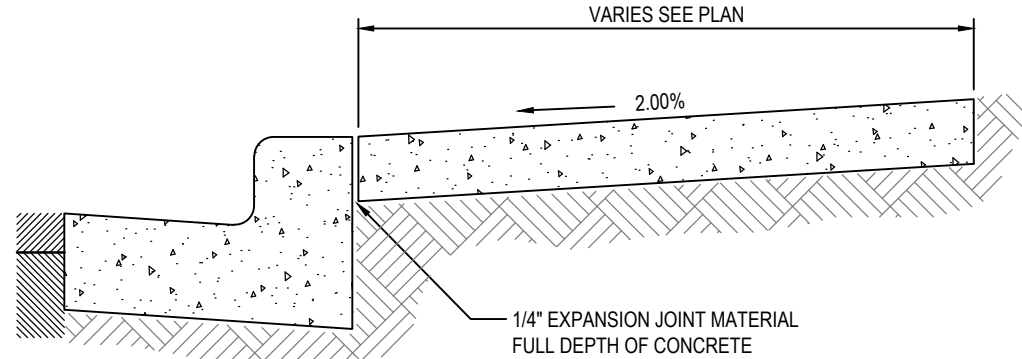 VARIES SEE PLAN
2.00%
1/4" EXPANSION JOINT MATERIAL
FULL DEPTH OF CONCRETE